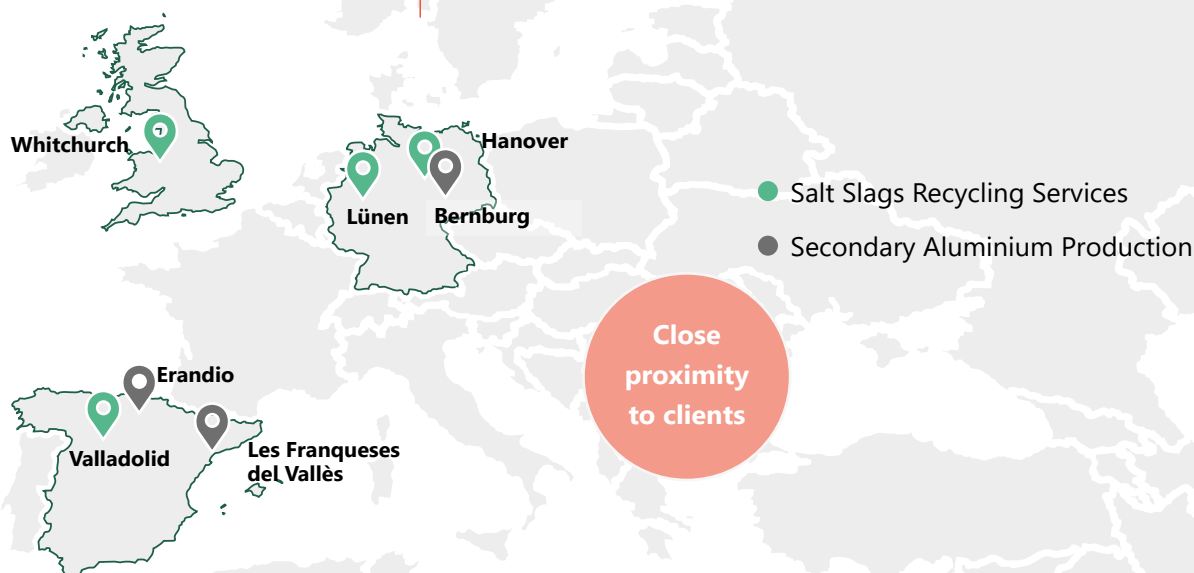 Whitchurch
Hanover
Lünen
Bernburg
Salt Slags Recycling Services
Secondary Aluminium Production
Close
proximity
to clients
Erandio
Valladolid
Les Franqueses
del Vallès